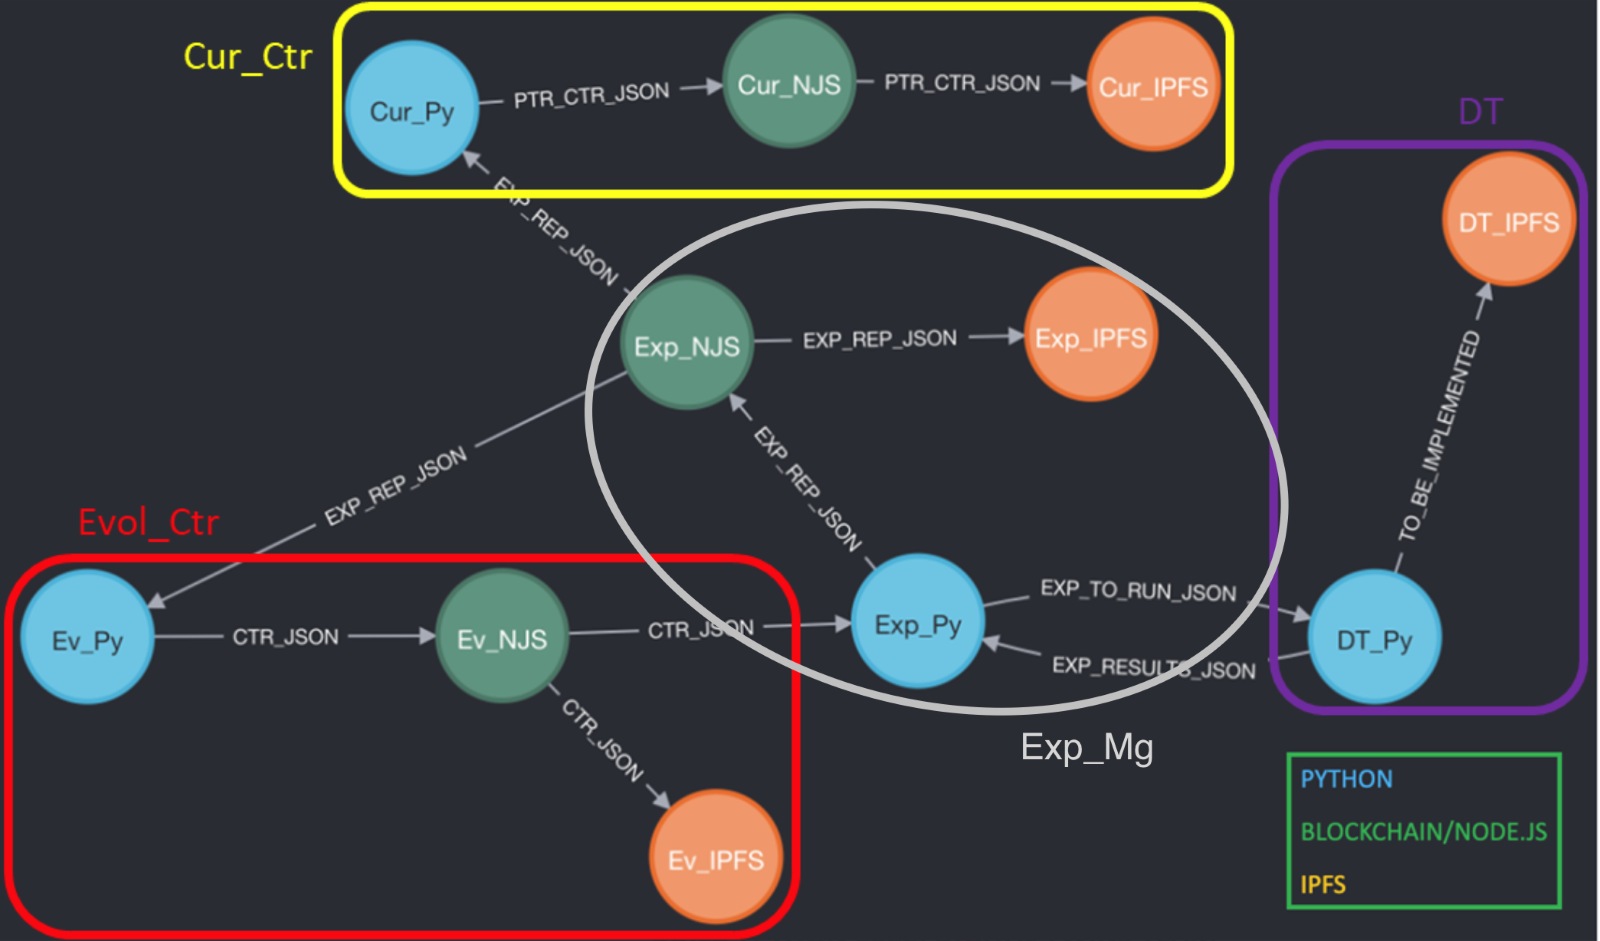 Cur_Ctr
Cur_Py
PTR_CTR_JSON
Cur_NJS
PTR_CTR_JSON
Cur_IPFS
DT
DT_IPFS
EXP_REP_JSON
Exp_NJS
EXP_REP_JSON
Exp_IPFS
TO_BE_IMPLEMENTED
EXP_REP_JSON
EXP_REP_JSON
Evol_Ctr
Ev_Py
CTR_JSON
Ev_NJS
CTR_JSON
Exp_Py
EXP_TO_RUN_JSON
EXP_RESULTS_JSON
DT_Py
CTR_JSON
Ev_IPFS
Exp_Mg
PYTHON
BLOCKCHAIN/NODE.JS
IPFS